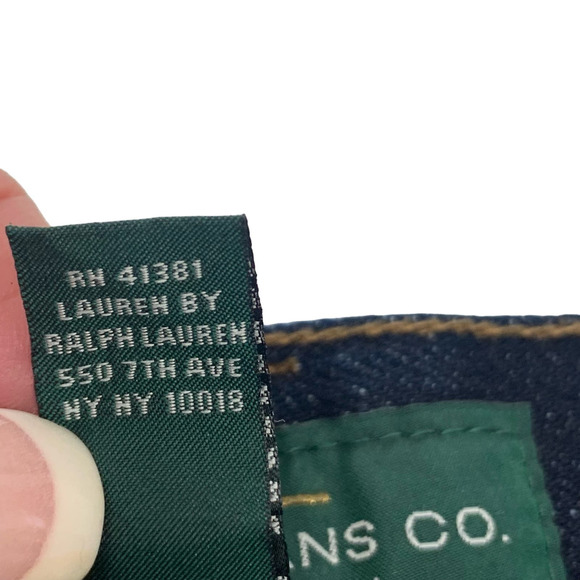 RN 41381
LAUREN BY
RALPH LAUREN
550 7TH AVE
NY NY 10018
NS CO.